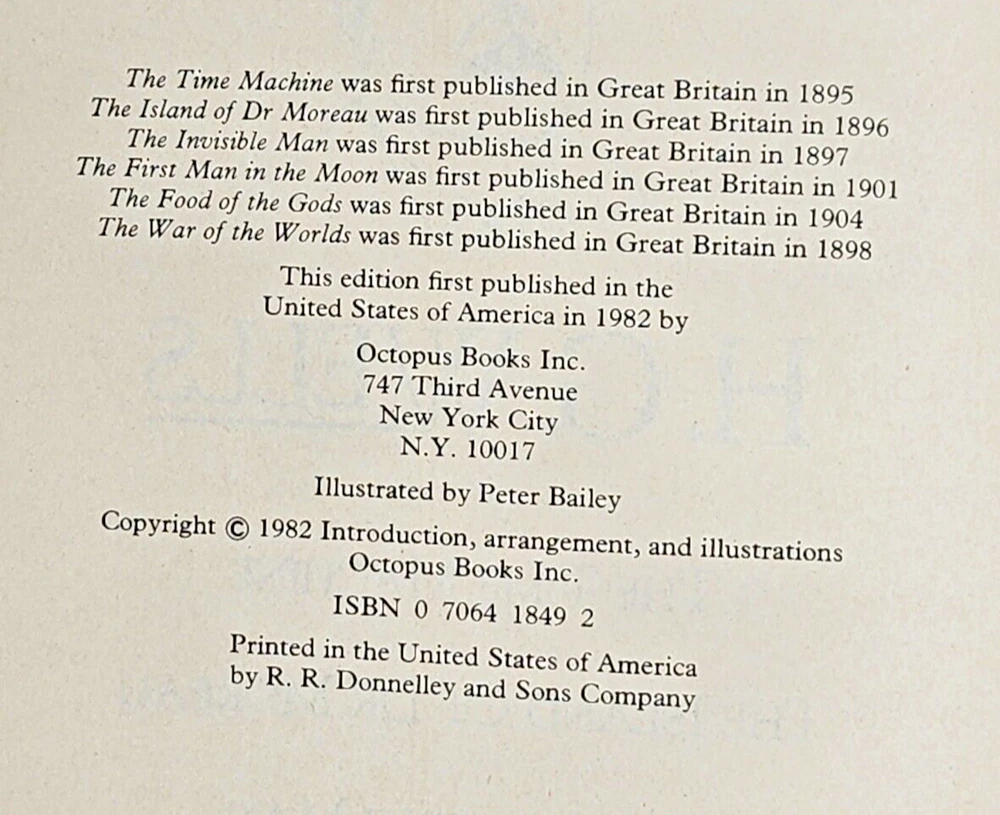 The Time Machine was first published in Great Britain in 1895
The Island of Dr Moreau was first published in Great Britain in 1896
The Invisible Man was first published in Great Britain in 1897
The First Man in the Moon was first published in Great Britain in 1901
The Food of the Gods was first published in Great Britain in 1904
The War of the Worlds was first published in Great Britain in 1898
This edition first published in the
United States of America in 1982 by
Octopus Books Inc.
747 Third Avenue
New York City
N.Y. 10017
Illustrated by Peter Bailey
Copyright © 1982 Introduction, arrangement, and illustrations
Octopus Books Inc.
ISBN 0 7064 1849 2
Printed in the United States of America
by R. R. Donnelley and Sons Company